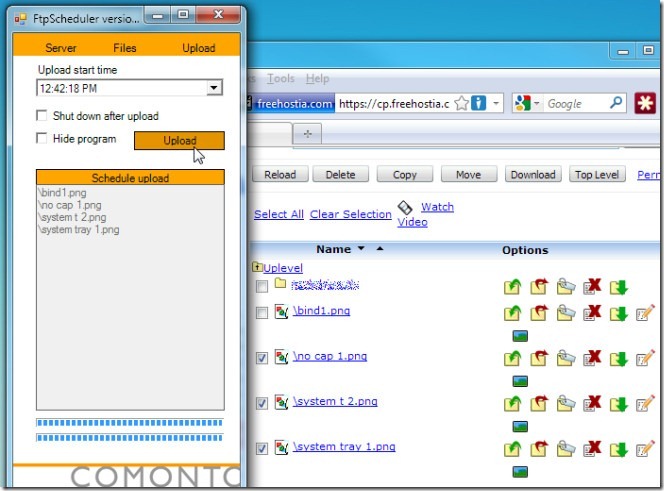 FtpScheduler versio...
Server Files Upload
Upload start time
12:42:18 PM
Shut down after upload
Hide program
Upload
Schedule upload
\bind1.png
\no cap 1.png
\system t 2.png
\system tray 1.png
COMONTO
Tools Help
freehostia.com https://cp.freehostia.c
Google
Reload Delete Copy Move Download Top Level Perm
Select All Clear Selection Watch
Video
Name Options
Uplevel
\bind1.png
\no cap 1.png
\system t 2.png
\system tray 1.png